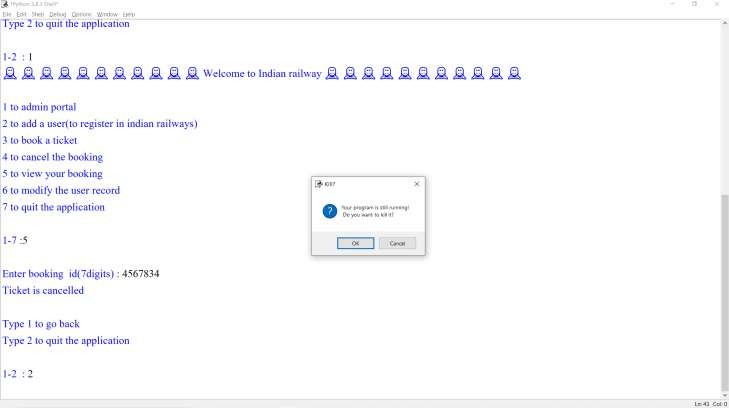 *Python 3.8.3 Shell*
File Edit Shell Debug Options Window Help
Type 2 to quit the application
1-2 : 1
Welcome to Indian railway
1 to admin portal
2 to add a user(to register in indian railways)
3 to book a ticket
4 to cancel the booking
5 to view your booking
6 to modify the user record
7 to quit the application
1-7 :5
Enter booking id(7digits) : 4567834
Ticket is cancelled
Type 1 to go back
Type 2 to quit the application
1-2 : 2
Kill?
Your program is still running!
Do you want to kill it?
OK Cancel
Ln: 43 Col: 0